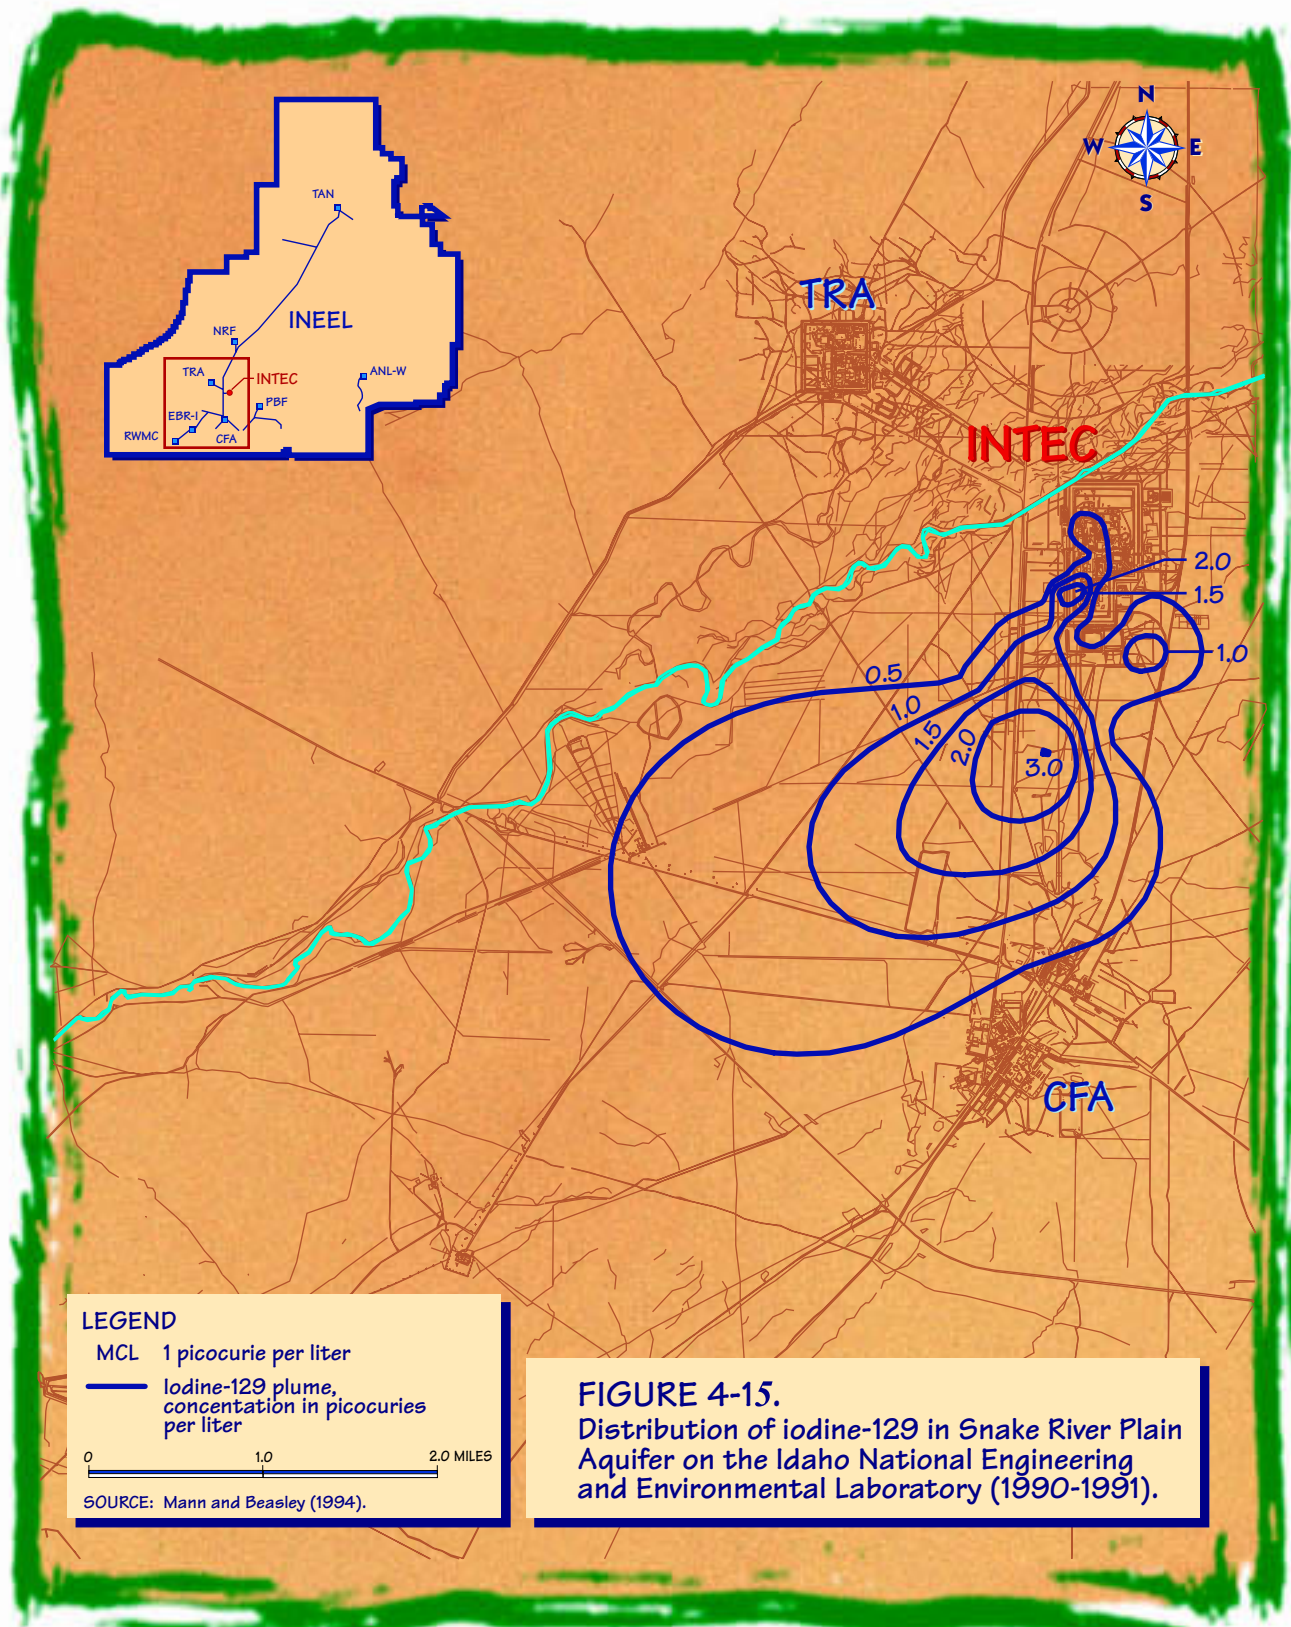 N
W E
S
TAN
INEEL
NRF
TRA
INTEC
ANL-W
PBF
EBR-I
RWMC
CFA
TRA
INTEC
2.0
1.5
1.0
0.5
1.0
1.5
2.0
3.0
CFA
LEGEND
MCL 1 picocurie per liter
Iodine-129 plume,
concentation in picocuries
per liter
0 1.0 2.0 MILES
SOURCE: Mann and Beasley (1994).
FIGURE 4-15.
Distribution of iodine-129 in Snake River Plain
Aquifer on the Idaho National Engineering
and Environmental Laboratory (1990-1991).